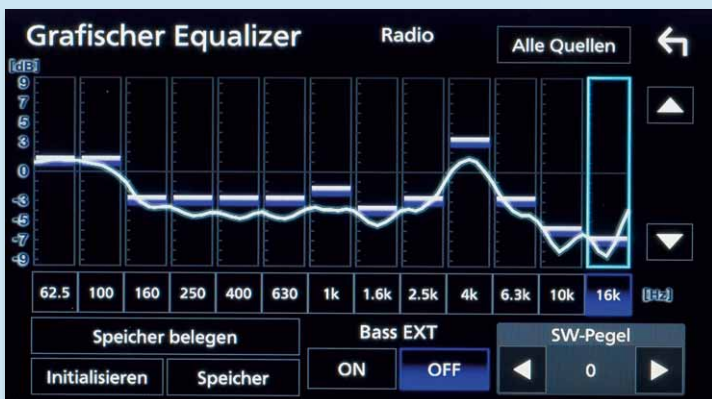 Grafischer Equalizer Radio Alle Quellen
[dB]
9
7
5
3
0
-3
-5
-7
-9
62.5 100 160 250 400 630 1k 1.6k 2.5k 4k 6.3k 10k 16k [Hz]
Speicher belegen Bass EXT SW-Pegel
Initialisieren Speicher ON OFF 0